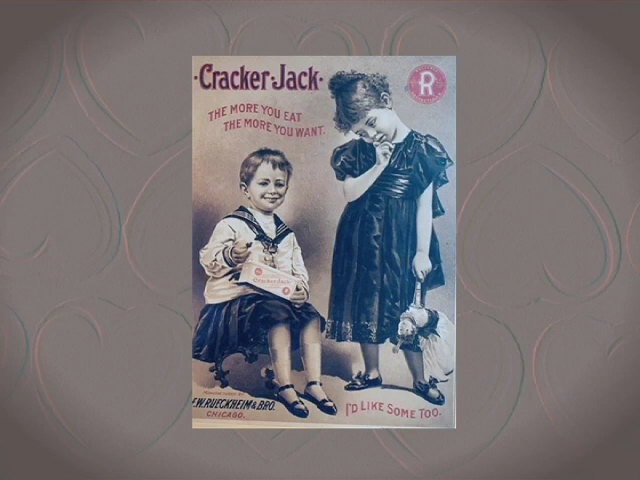 ·Cracker·Jack·
R
THE MORE YOU EAT
THE MORE YOU WANT.
Cracker Jack
F.W. RUECKHEIM & BRO.
CHICAGO.
I'D LIKE SOME TOO.